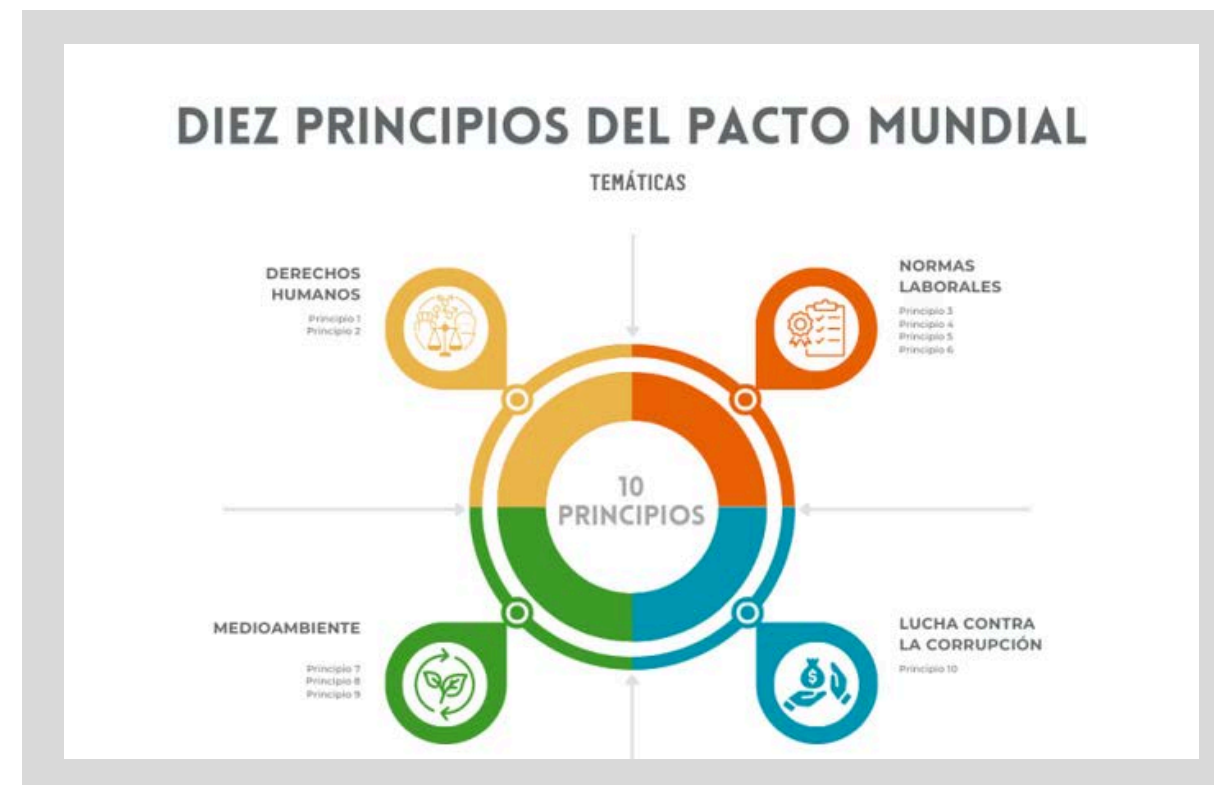 DIEZ PRINCIPIOS DEL PACTO MUNDIAL
TEMÁTICAS
DERECHOS
HUMANOS
Principio 1
Principio 2
NORMAS
LABORALES
Principio 3
Principio 4
Principio 5
Principio 6
10
PRINCIPIOS
MEDIOAMBIENTE
Principio 7
Principio 8
Principio 9
LUCHA CONTRA
LA CORRUPCIÓN
Principio 10
$